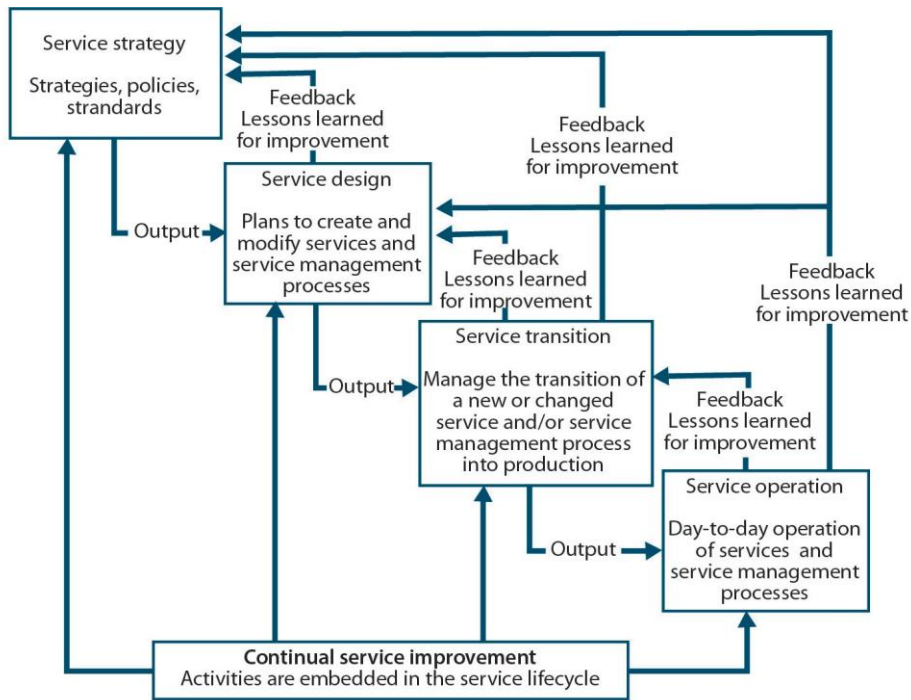 Service strategy
Strategies, policies,
strandards
Feedback
Lessons learned
for improvement
Feedback
Lessons learned
for improvement
Service design
Output
Plans to create and
modify services and
service management
processes
Feedback
Lessons learned
for improvement
Feedback
Lessons learned
for improvement
Service transition
Output
Manage the transition of
a new or changed
service and/or service
management process
into production
Feedback
Lessons learned
for improvement
Service operation
Output
Day-to-day operation
of services and
service management
processes
Continual service improvement
Activities are embedded in the service lifecycle